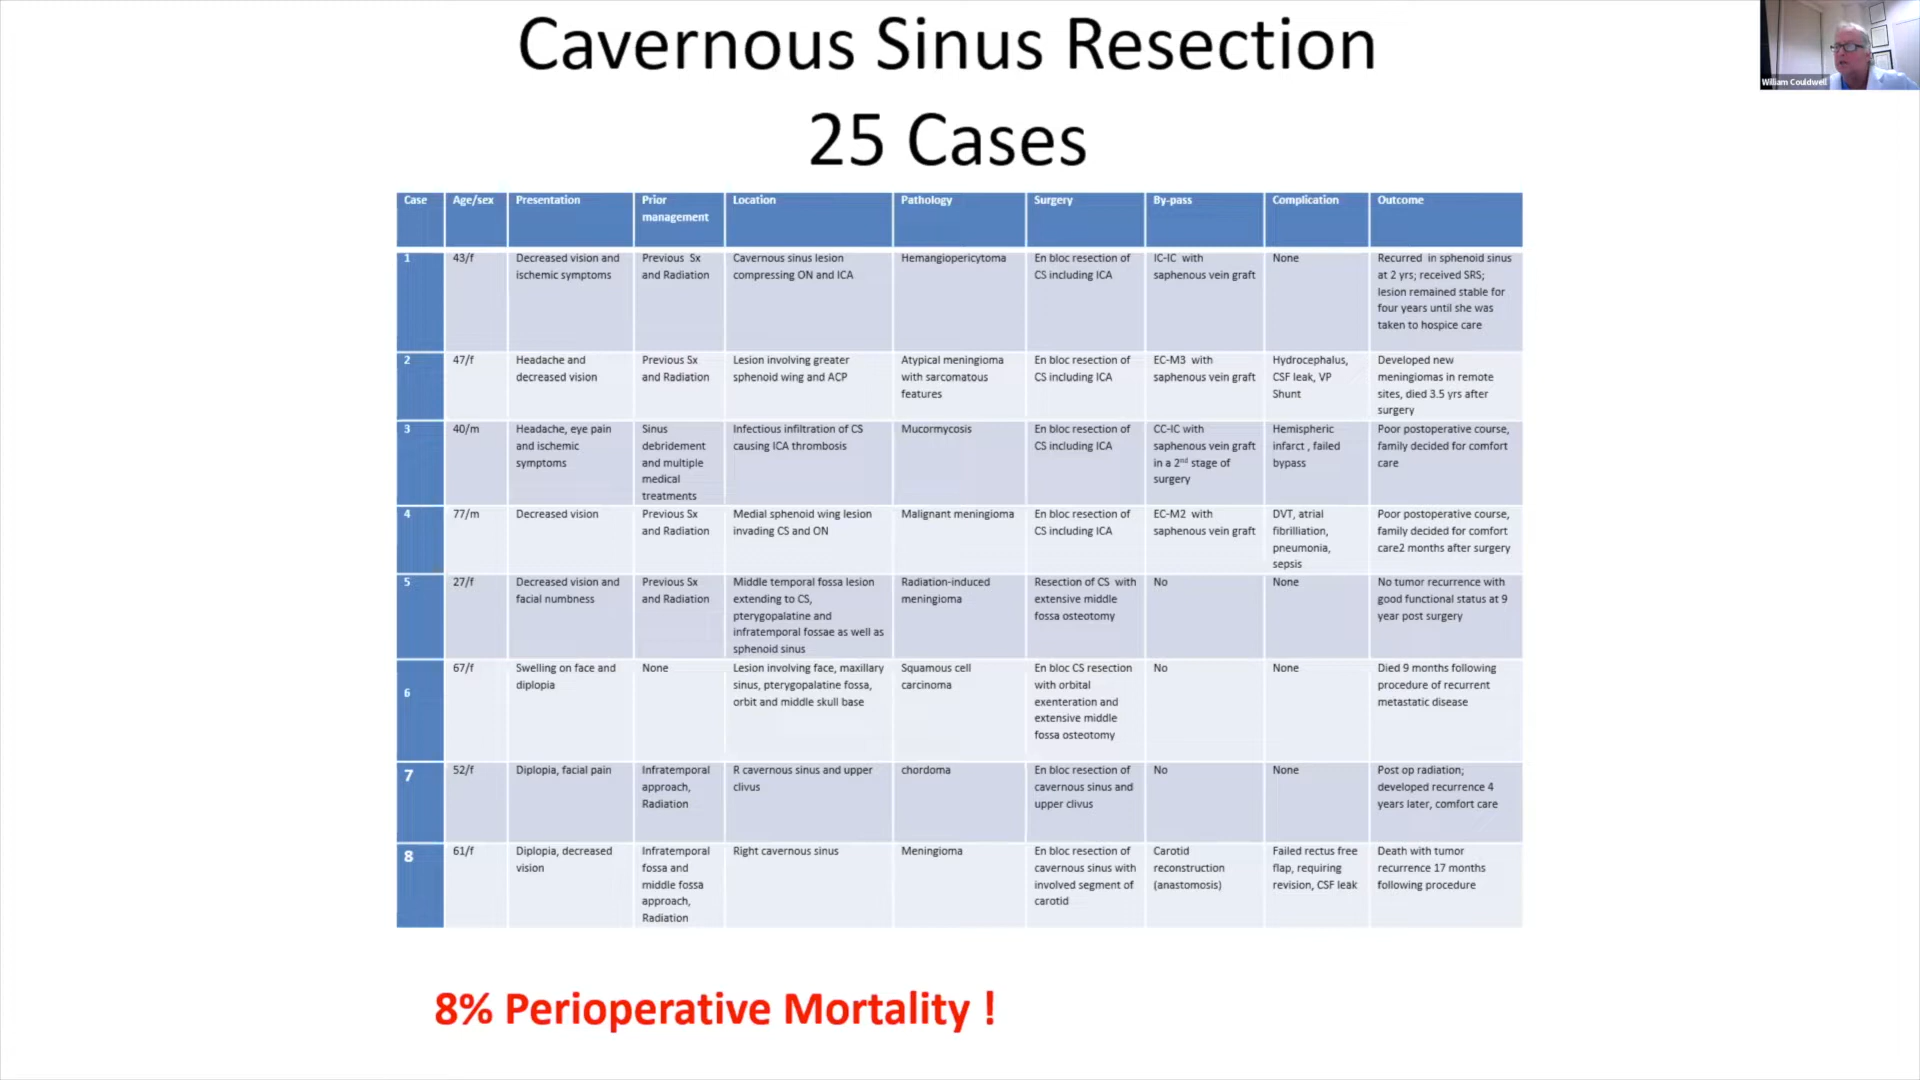 Cavernous Sinus Resection
25 Cases
William Couldwell
Case Age/sex Presentation Prior management Location Pathology Surgery By-pass Complication Outcome
1 43/f Decreased vision and ischemic symptoms Previous Sx and Radiation Cavernous sinus lesion compressing ON and ICA Hemangiopericytoma En bloc resection of CS including ICA IC-IC with saphenous vein graft None Recurred in sphenoid sinus at 2 yrs; received SRS; lesion remained stable for four years until she was taken to hospice care
2 47/f Headache and decreased vision Previous Sx and Radiation Lesion involving greater sphenoid wing and ACP Atypical meningioma with sarcomatous features En bloc resection of CS including ICA EC-M3 with saphenous vein graft Hydrocephalus, CSF leak, VP Shunt Developed new meningiomas in remote sites, died 3.5 yrs after surgery
3 40/m Headache, eye pain and ischemic symptoms Sinus debridement and multiple medical treatments Infectious infiltration of CS causing ICA thrombosis Mucormycosis En bloc resection of CS including ICA CC-IC with saphenous vein graft in a 2nd stage of surgery Hemispheric infarct , failed bypass Poor postoperative course, family decided for comfort care
4 77/m Decreased vision Previous Sx and Radiation Medial sphenoid wing lesion invading CS and ON Malignant meningioma En bloc resection of CS including ICA EC-M2 with saphenous vein graft DVT, atrial fibrilliation, pneumonia, sepsis Poor postoperative course, family decided for comfort care2 months after surgery
5 27/f Decreased vision and facial numbness Previous Sx and Radiation Middle temporal fossa lesion extending to CS, pterygopalatine and infratemporal fossae as well as sphenoid sinus Radiation-induced meningioma Resection of CS with extensive middle fossa osteotomy No None No tumor recurrence with good functional status at 9 year post surgery
6 67/f Swelling on face and diplopia None Lesion involving face, maxillary sinus, pterygopalatine fossa, orbit and middle skull base Squamous cell carcinoma En bloc CS resection with orbital exenteration and extensive middle fossa osteotomy No None Died 9 months following procedure of recurrent metastatic disease
7 52/f Diplopia, facial pain Infratemporal approach, Radiation R cavernous sinus and upper clivus chordoma En bloc resection of cavernous sinus and upper clivus No None Post op radiation; developed recurrence 4 years later, comfort care
8 61/f Diplopia, decreased vision Infratemporal fossa and middle fossa approach, Radiation Right cavernous sinus Meningioma En bloc resection of cavernous sinus with involved segment of carotid Carotid reconstruction (anastomosis) Failed rectus free flap, requiring revision, CSF leak Death with tumor recurrence 17 months following procedure
8% Perioperative Mortality !